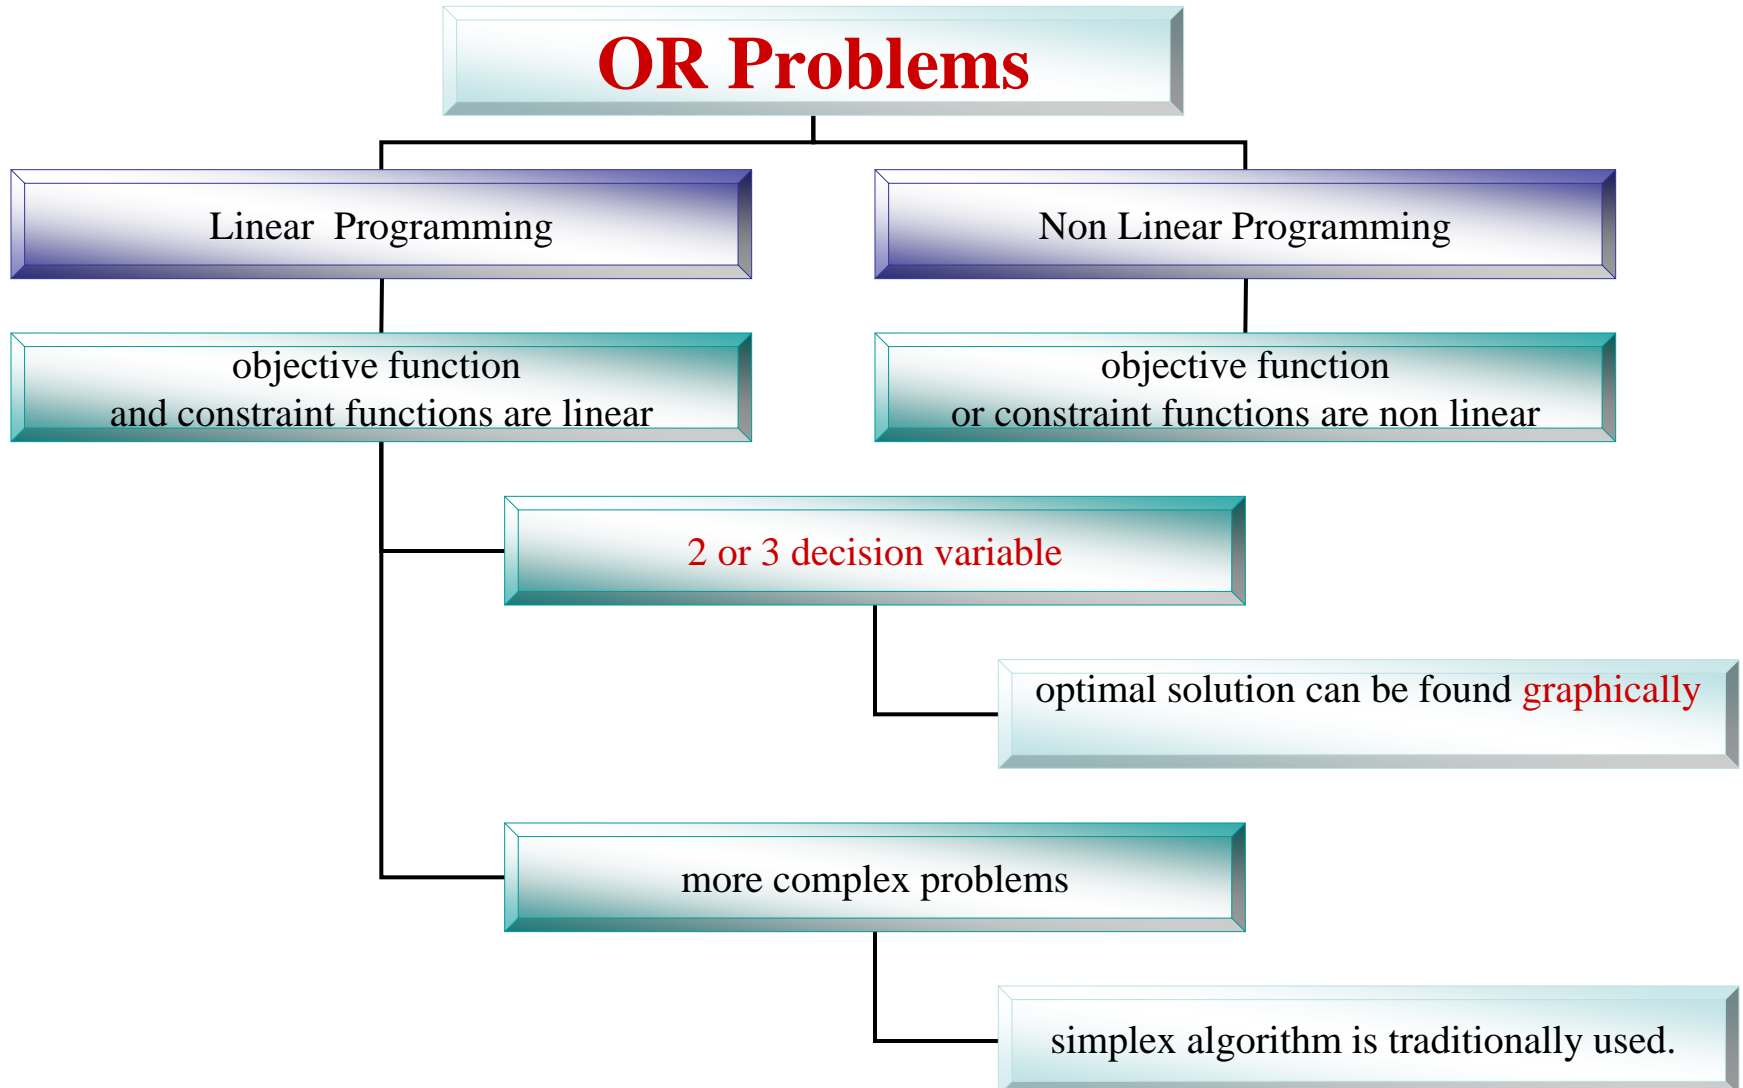 OR Problems
Linear  Programming
Non Linear Programming
objective function
and constraint functions are linear
objective function
or constraint functions are non linear
2 or 3 decision variable
optimal solution can be found graphically
more complex problems
simplex algorithm is traditionally used.